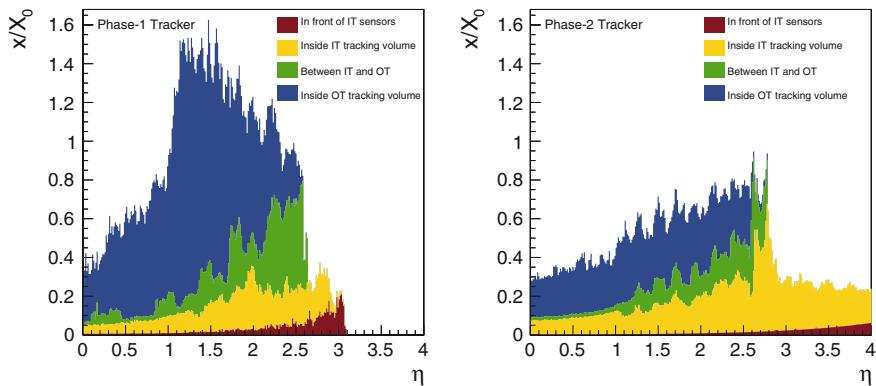 x/X0
1.6
1.4
1.2
1
0.8
0.6
0.4
0.2
0
Phase-1 Tracker
In front of IT sensors
Inside IT tracking volume
Between IT and OT
Inside OT tracking volume
0 0.5 1 1.5 2 2.5 3 3.5 4
η
x/X0
1.6
1.4
1.2
1
0.8
0.6
0.4
0.2
0
Phase-2 Tracker
In front of IT sensors
Inside IT tracking volume
Between IT and OT
Inside OT tracking volume
0 0.5 1 1.5 2 2.5 3 3.5 4
η